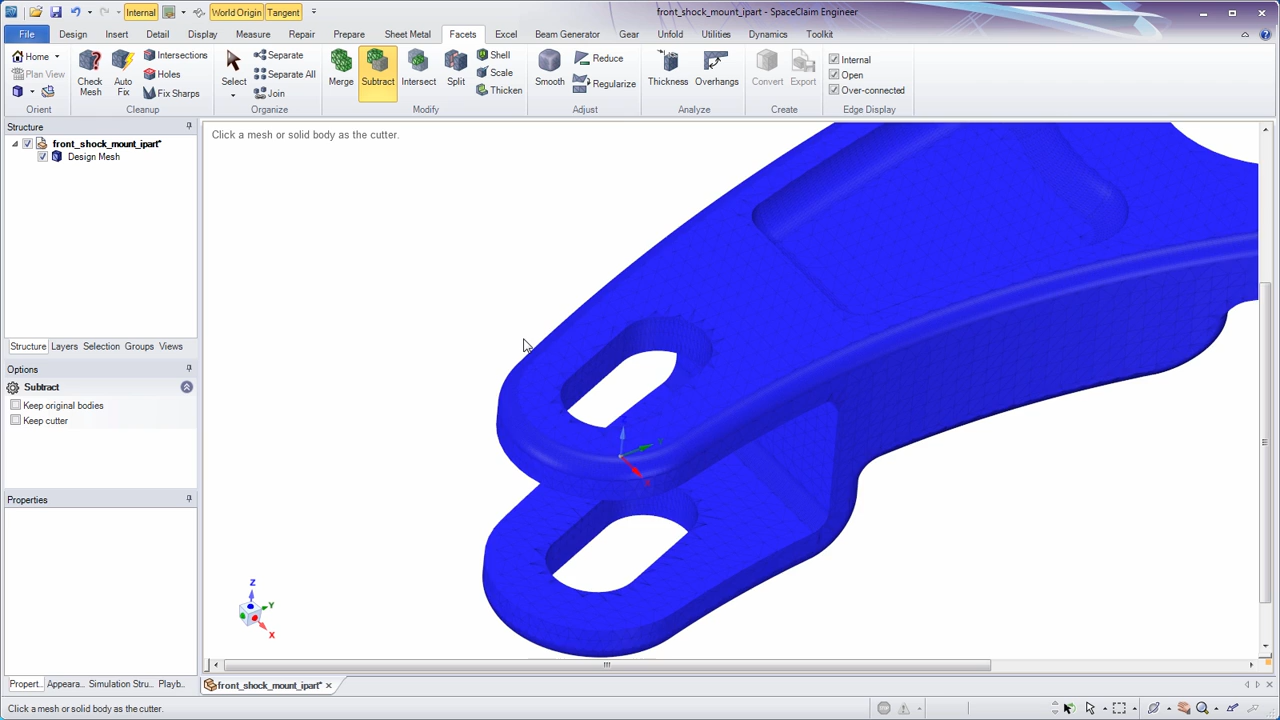 Internal World Origin Tangent front_shock_mount_ipart - SpaceClaim Engineer
File Design Insert Detail Display Measure Repair Prepare Sheet Metal Facets Excel Beam Generator Gear Unfold Utilities Dynamics Toolkit
Home
Plan View
Orient
Check Mesh
Auto Fix
Intersections
Holes
Fix Sharps
Cleanup
Select
Separate
Separate All
Join
Organize
Merge
Subtract
Intersect
Split
Shell
Scale
Thicken
Modify
Smooth
Reduce
Regularize
Adjust
Thickness
Overhangs
Analyze
Convert
Export
Create
Internal
Open
Over-connected
Edge Display
Structure
front_shock_mount_ipart*
Design Mesh
Structure Layers Selection Groups Views
Options
Subtract
Keep original bodies
Keep cutter
Properties
Propert... Appeara... Simulation Stru... Playb...
Click a mesh or solid body as the cutter.
Z
Y
X
front_shock_mount_ipart*
Click a mesh or solid body as the cutter.